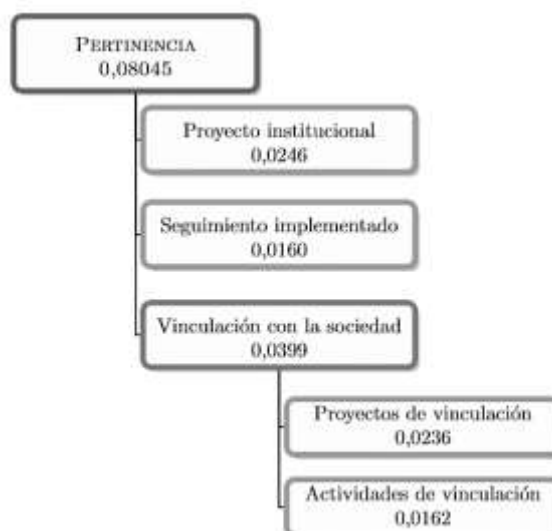 PERTINENCIA
0,08045
Proyecto institucional
0,0246
Seguimiento implementado
0,0160
Vinculación con la sociedad
0,0399
Proyectos de vinculación
0,0236
Actividades de vinculación
0,0162